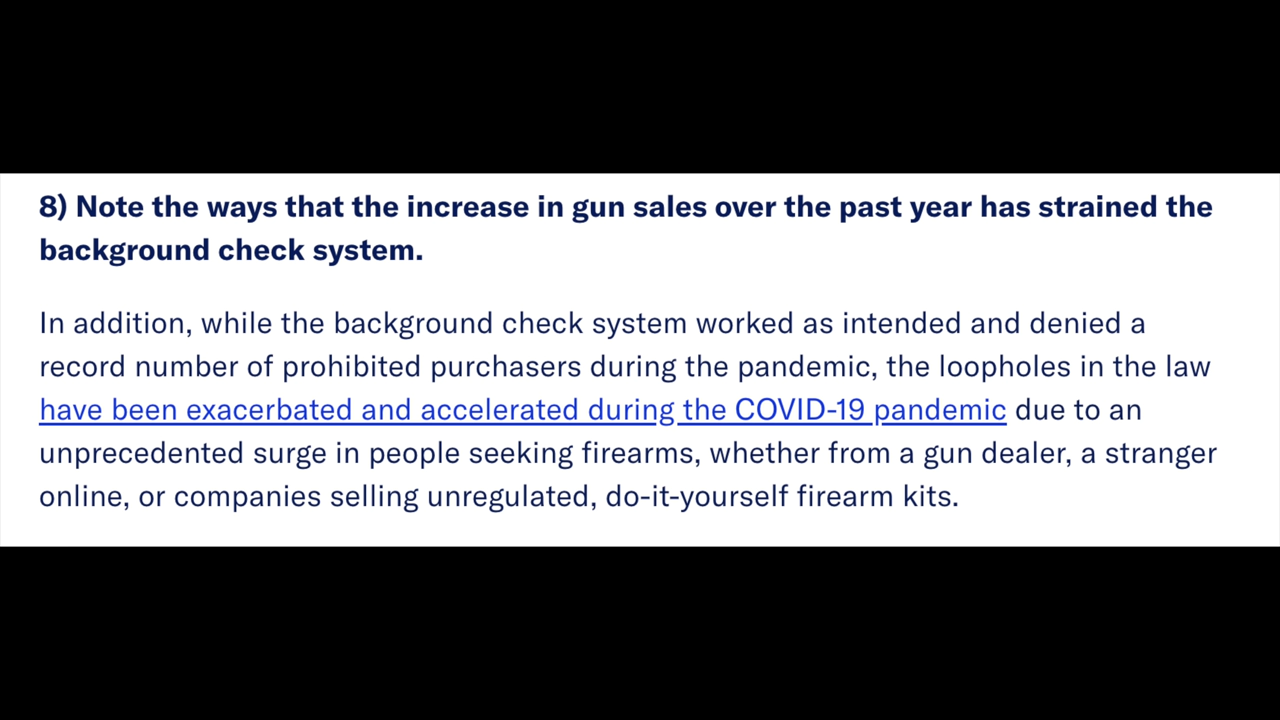 8) Note the ways that the increase in gun sales over the past year has strained the
background check system.
In addition, while the background check system worked as intended and denied a
record number of prohibited purchasers during the pandemic, the loopholes in the law
have been exacerbated and accelerated during the COVID-19 pandemic due to an
unprecedented surge in people seeking firearms, whether from a gun dealer, a stranger
online, or companies selling unregulated, do-it-yourself firearm kits.